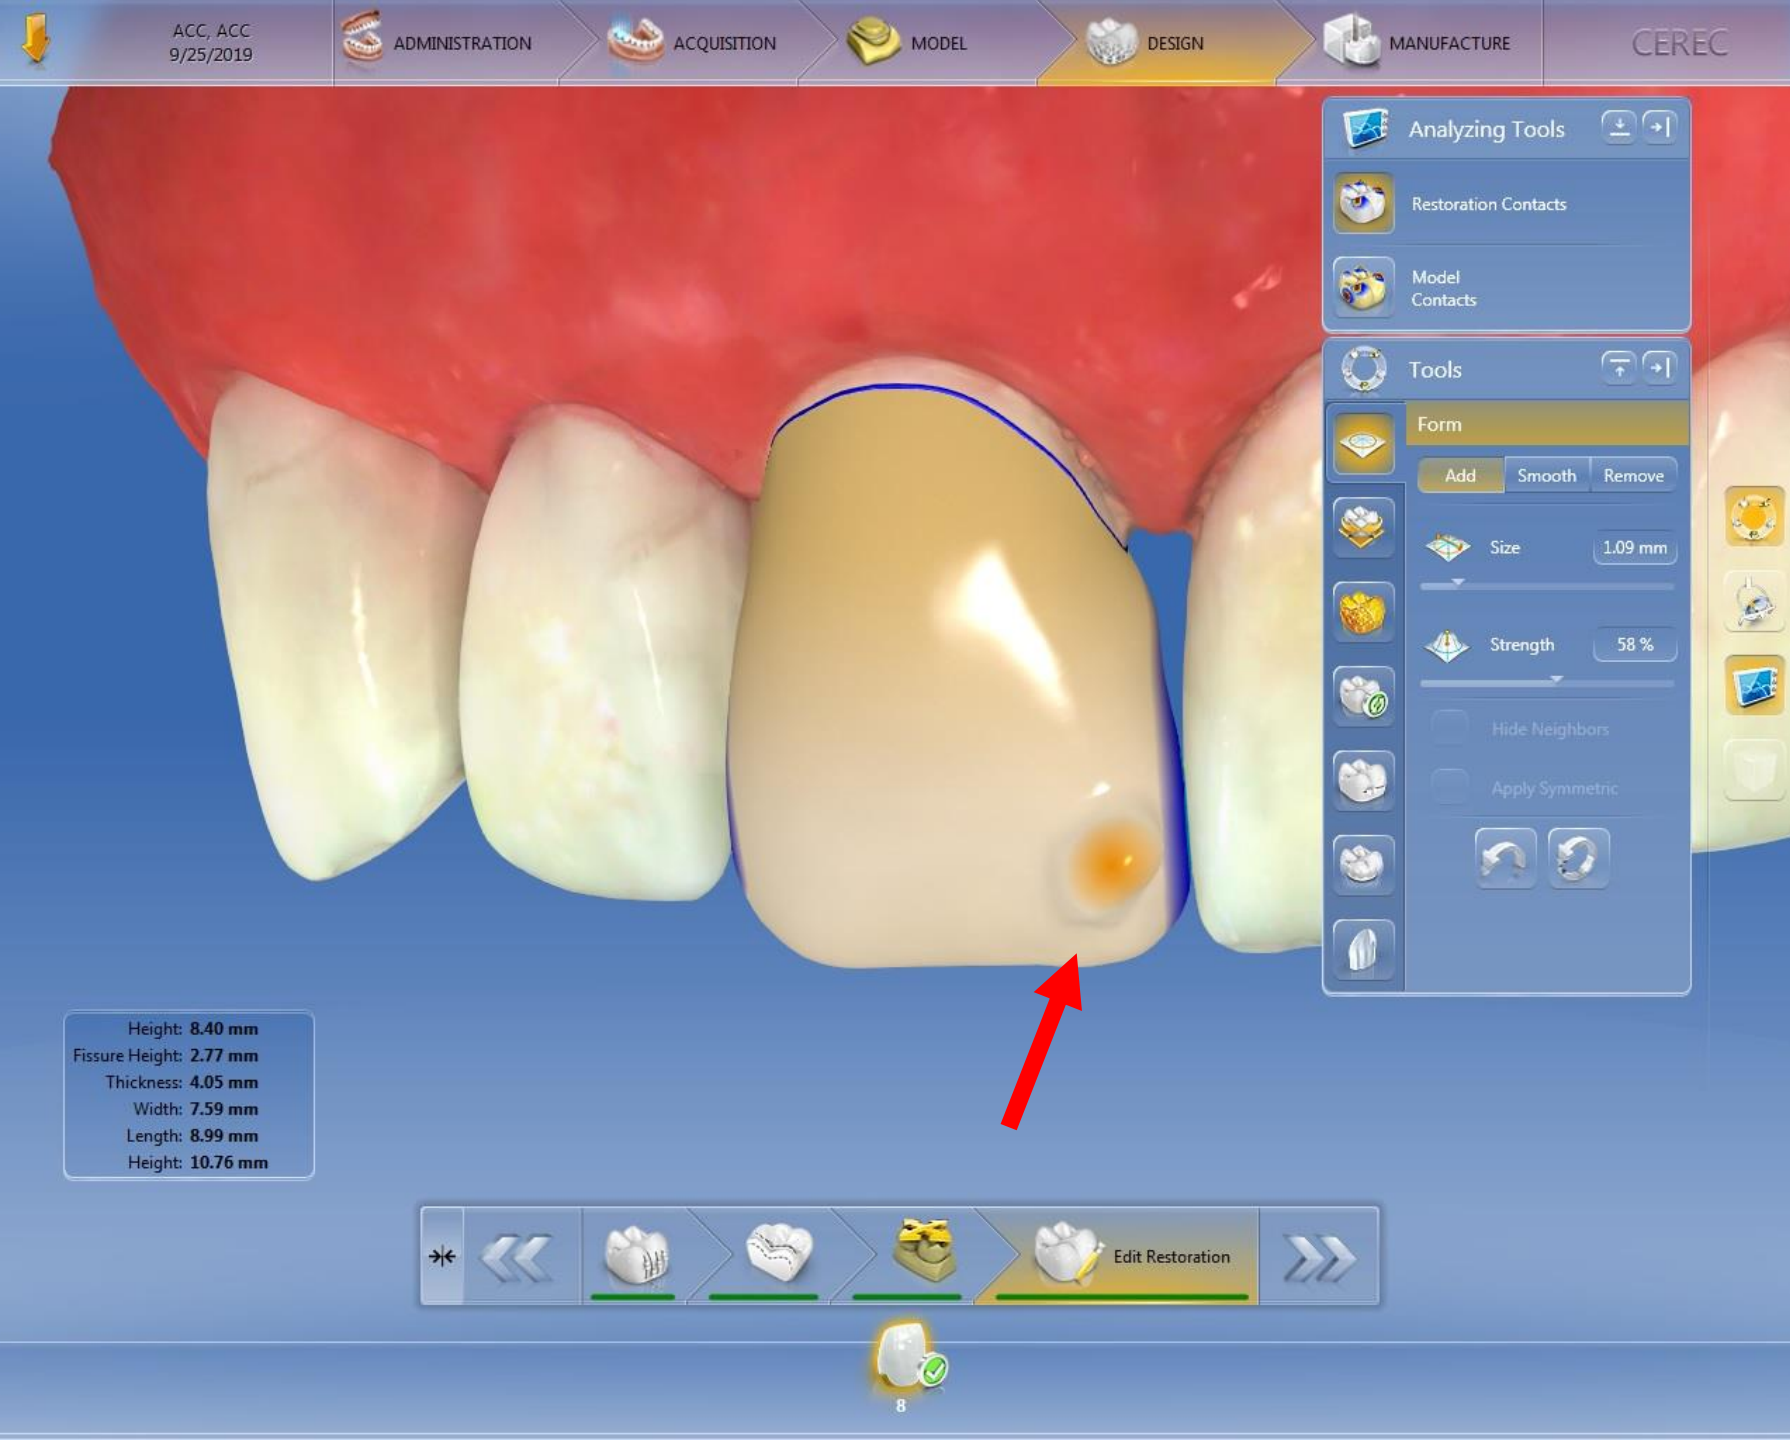 ACC, ACC
9/25/2019
ADMINISTRATION
ACQUISITION
MODEL
DESIGN
MANUFACTURE
CEREC
Analyzing Tools
Restoration Contacts
Model
Contacts
Tools
Form
Add Smooth Remove
Size 1.09 mm
Strength 58 %
Hide Neighbors
Apply Symmetric
Height: 8.40 mm
Fissure Height: 2.77 mm
Thickness: 4.05 mm
Width: 7.59 mm
Length: 8.99 mm
Height: 10.76 mm
Edit Restoration
8